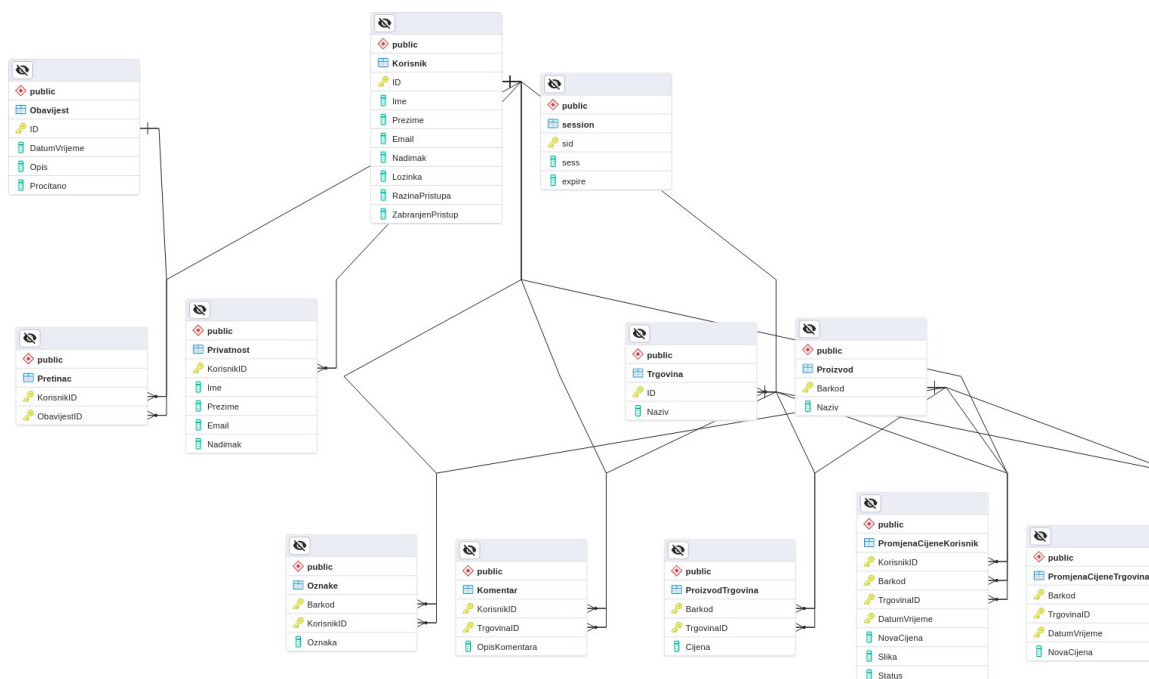 public
Korisnik
ID
Ime
Prezime
Email
Nadimak
Lozinka
RazinaPristupa
ZabranjenPristup
public
Obavijest
ID
DatumVrijeme
Opis
Procitano
public
session
sid
sess
expire
public
Privatnost
KorisnikID
Ime
Prezime
Email
Nadimak
public
Pretinac
KorisnikID
ObavijestID
public
Trgovina
ID
Naziv
public
Proizvod
Barkod
Naziv
public
Oznake
Barkod
KorisnikID
Oznaka
public
Komentar
KorisnikID
TrgovinaID
OpisKomentara
public
ProizvodTrgovina
Barkod
TrgovinaID
Cijena
public
PromjenaCijeneKorisnik
KorisnikID
Barkod
TrgovinaID
DatumVrijeme
NovaCijena
Slika
Status
public
PromjenaCijeneTrgovina
Barkod
TrgovinaID
DatumVrijeme
NovaCijena